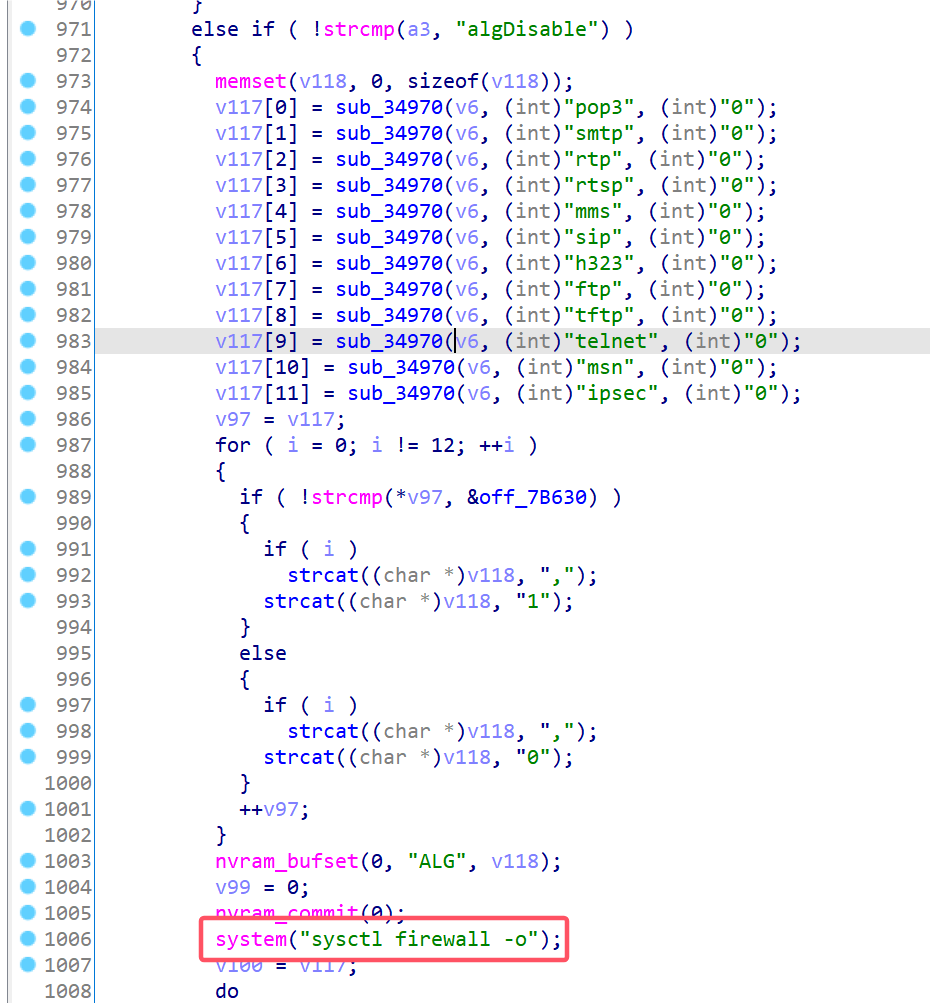 970 }
971 else if ( !strcmp(a3, "algDisable") )
972 {
973 memset(v118, 0, sizeof(v118));
974 v117[0] = sub_34970(v6, (int)"pop3", (int)"0");
975 v117[1] = sub_34970(v6, (int)"smtp", (int)"0");
976 v117[2] = sub_34970(v6, (int)"rtp", (int)"0");
977 v117[3] = sub_34970(v6, (int)"rtsp", (int)"0");
978 v117[4] = sub_34970(v6, (int)"mms", (int)"0");
979 v117[5] = sub_34970(v6, (int)"sip", (int)"0");
980 v117[6] = sub_34970(v6, (int)"h323", (int)"0");
981 v117[7] = sub_34970(v6, (int)"ftp", (int)"0");
982 v117[8] = sub_34970(v6, (int)"tftp", (int)"0");
983 v117[9] = sub_34970(v6, (int)"telnet", (int)"0");
984 v117[10] = sub_34970(v6, (int)"msn", (int)"0");
985 v117[11] = sub_34970(v6, (int)"ipsec", (int)"0");
986 v97 = v117;
987 for ( i = 0; i != 12; ++i )
988 {
989 if ( !strcmp(*v97, &off_7B630) )
990 {
991 if ( i )
992 strcat((char *)v118, ",");
993 strcat((char *)v118, "1");
994 }
995 else
996 {
997 if ( i )
998 strcat((char *)v118, ",");
999 strcat((char *)v118, "0");
1000 }
1001 ++v97;
1002 }
1003 nvram_bufset(0, "ALG", v118);
1004 v99 = 0;
1005 nvram_commit(0);
1006 system("sysctl firewall -o");
1007 v100 = v117;
1008 do